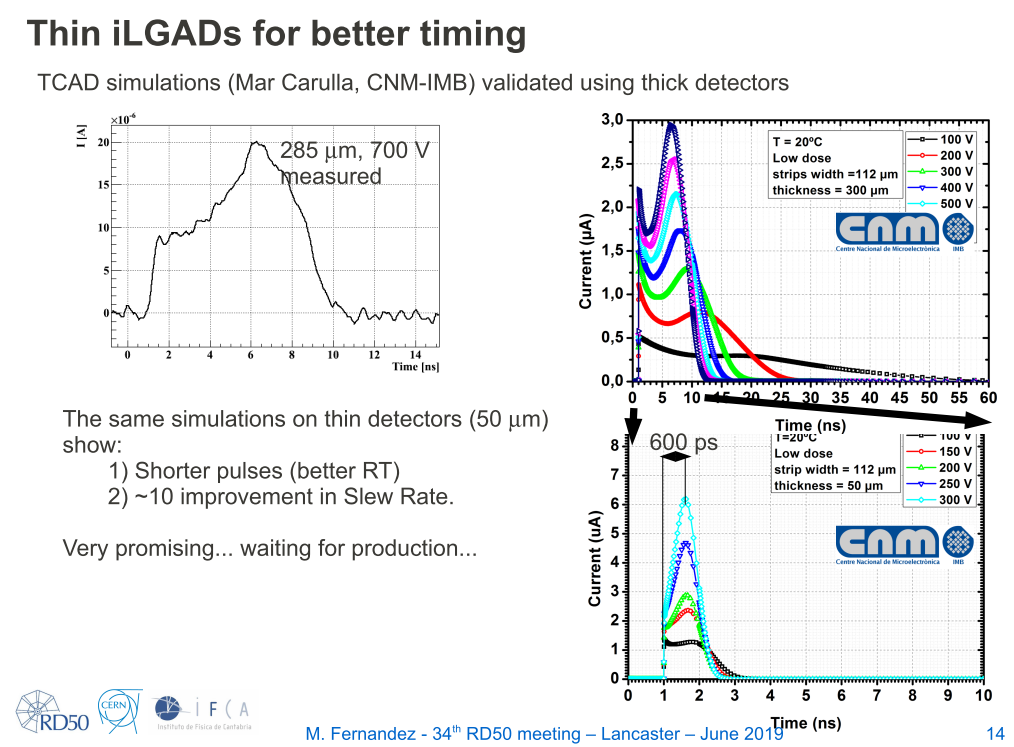 Thin iLGADs for better timing
TCAD simulations (Mar Carulla, CNM-IMB) validated using thick detectors
×10-6
I [A]
20
15
10
5
0
285 μm, 700 V
measured
0 2 4 6 8 10 12 14
Time [ns]
3,0
2,5
2,0
1,5
1,0
0,5
0,0
Current (μA)
T = 20ºC
Low dose
strips width =112 μm
thickness = 300 μm
100 V
200 V
300 V
400 V
500 V
cnm
Centro Nacional de Microelectrònica IMB
0 5 10 15 20 25 30 35 40 45 50 55 60
Time (ns)
The same simulations on thin detectors (50 μm)
show:
1) Shorter pulses (better RT)
2) ~10 improvement in Slew Rate.
Very promising... waiting for production...
600 ps
8
7
6
5
4
3
2
1
0
Current (uA)
T=20ºC
Low dose
strip width = 112 μm
thickness = 50 μm
100 V
150 V
200 V
250 V
300 V
cnm
Centro Nacional de Microelectrònica IMB
0 1 2 3 4 5 6 7 8 9 10
Time (ns)
RD50
CERN
IFCA
Instituto de Física de Cantabria
M. Fernandez - 34th RD50 meeting – Lancaster – June 2019
14